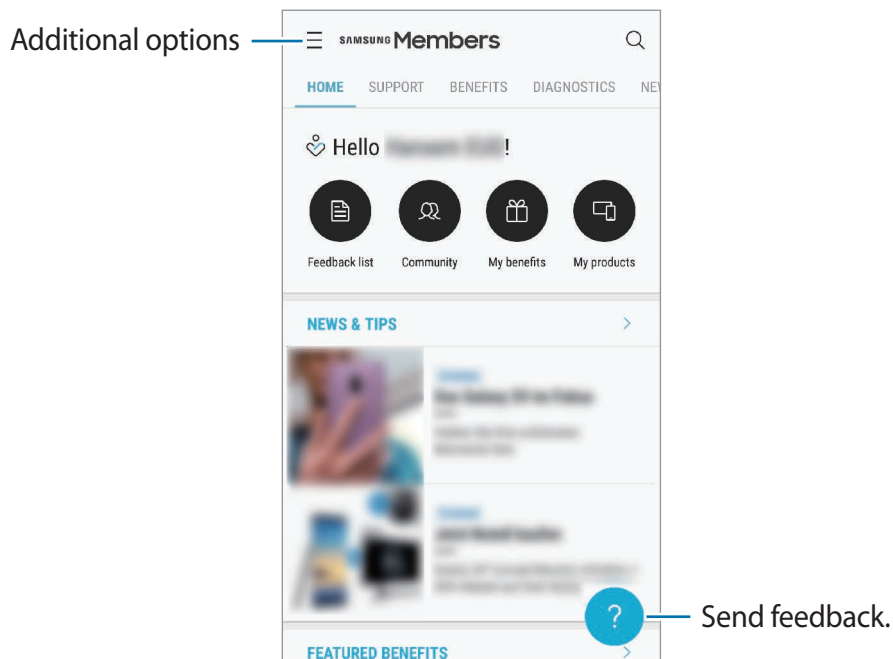 Additional options
SAMSUNG Members
HOME SUPPORT BENEFITS DIAGNOSTICS
Hello !
Feedback list Community My benefits My products
NEWS & TIPS
?
Send feedback.
FEATURED BENEFITS